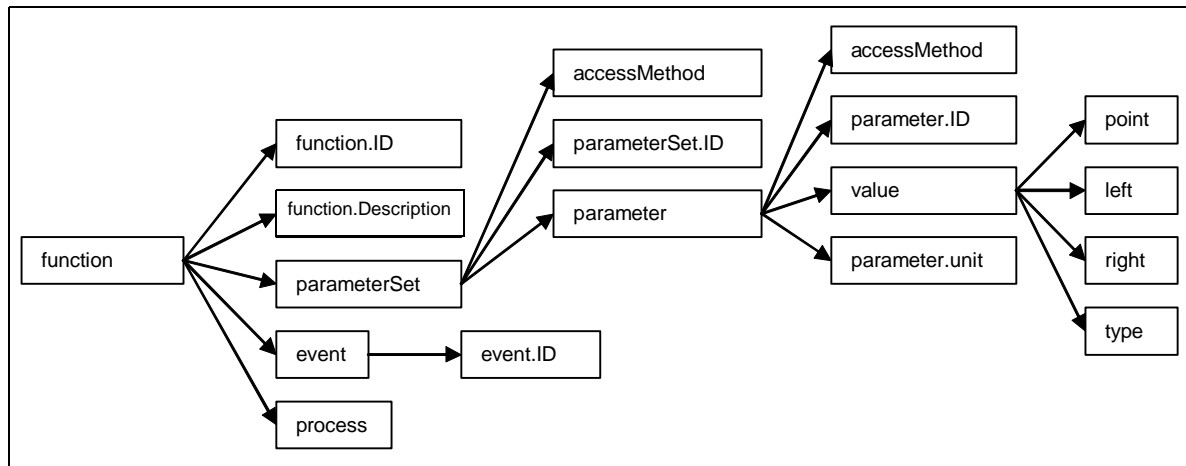 function
function.ID
function.Description
parameterSet
event
process
event.ID
accessMethod
parameterSet.ID
parameter
accessMethod
parameter.ID
value
parameter.unit
point
left
right
type